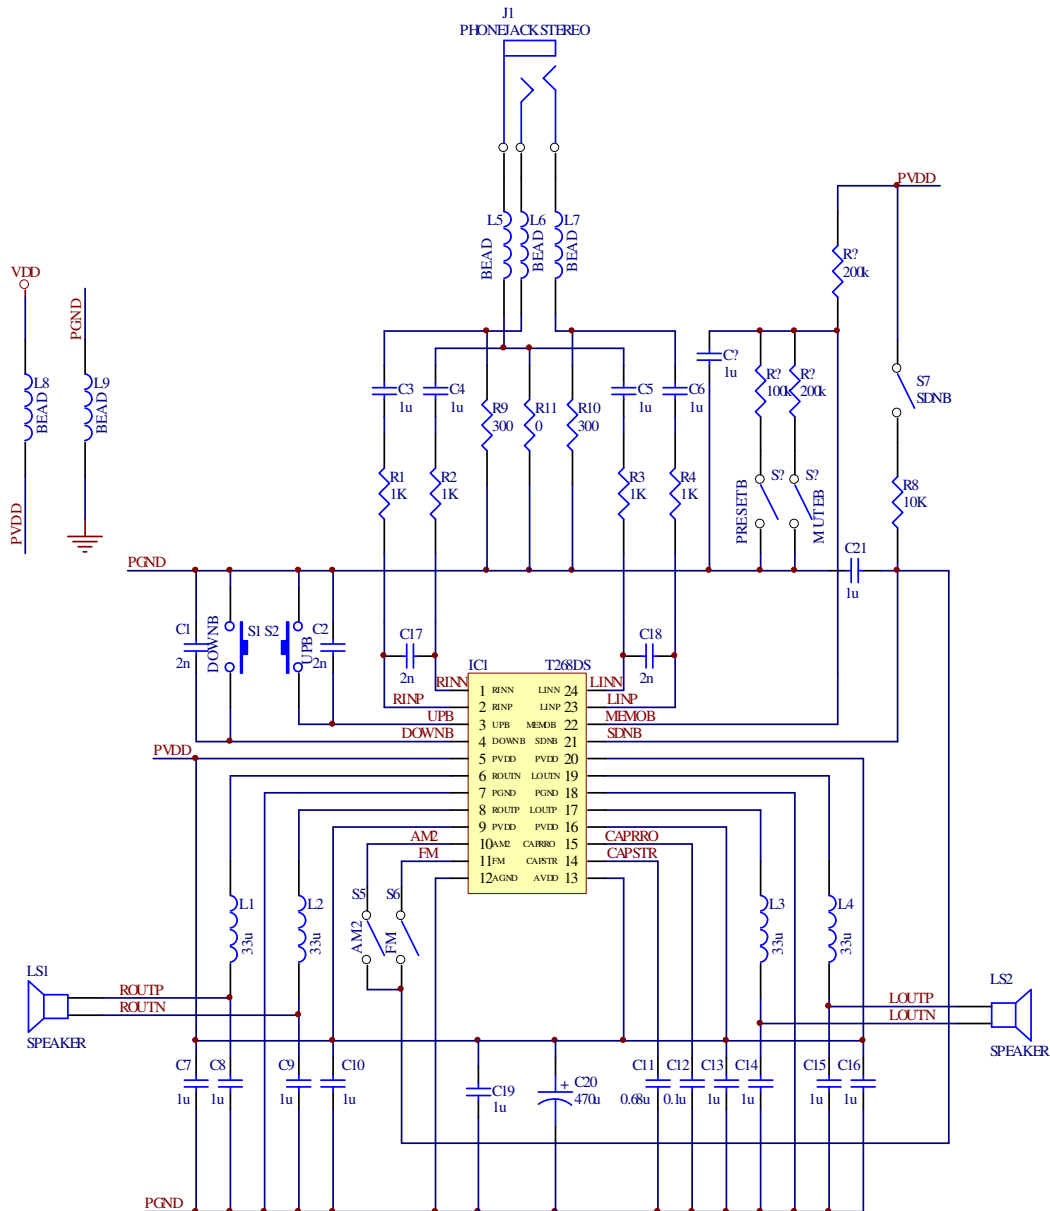 J1
PHONEJACK STEREO
PVDD
L5
BEAD
L6
BEAD
L7
BEAD
R?
200k
VDD
PGND
L8
BEAD
L9
BEAD
PVDD
C?
1u
R?
100k
R?
200k
S7
SDNB
C3
1u
C4
1u
R9
300
R11
0
R10
300
C5
1u
C6
1u
R1
1K
R2
1K
R3
1K
R4
1K
PRESETB
S?
S?
MUTEB
R8
10K
PGND
C21
1u
C1
2n
DOWNB
S1
S2
UPB
C2
2n
C17
2n
C18
2n
IC1
T268DS
RINN 1 RINN LINN 24 LINN
RINP 2 RINP LINP 23 LINP
UPB 3 UPB MEMOB 22 MEMOB
DOWNB 4 DOWNB SDNB 21 SDNB
PVDD 5 PVDD PVDD 20
6 ROUTN LOUTN 19
7 PGND PGND 18
8 ROUTP LOUTP 17
9 PVDD PVDD 16
AM2 10 AM2 CAPRRO 15 CAPRRO
FM 11 FM CAPSTR 14 CAPSTR
12 AGND AVDD 13
L1
33u
L2
33u
S5
AM2
S6
FM
L3
33u
L4
33u
LS1
SPEAKER
ROUTP
ROUTN
LOUTP
LOUTN
LS2
SPEAKER
C7
1u
C8
1u
C9
1u
C10
1u
C19
1u
+
C20
470u
C11
0.68u
C12
0.1u
C13
1u
C14
1u
C15
1u
C16
1u
PGND